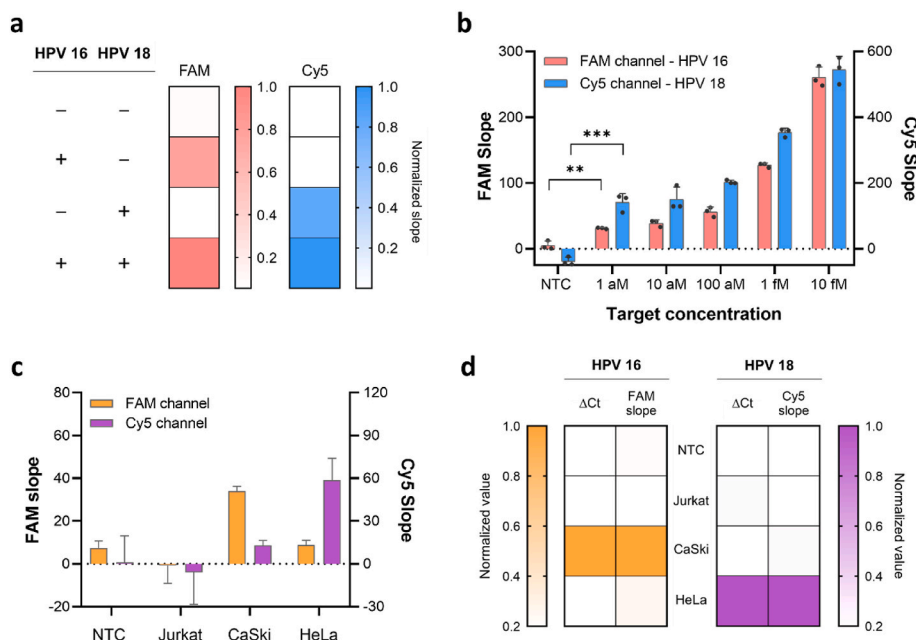 a
HPV 16 HPV 18
FAM
Cy5
− −
+ −
− +
+ +
1.0
0.8
0.6
0.4
0.2
1.0
0.8
0.6
0.4
0.2
Normalized slope
b
FAM channel - HPV 16
Cy5 channel - HPV 18
FAM Slope
300
200
100
0
Cy5 Slope
600
400
200
0
**
***
NTC 1 aM 10 aM 100 aM 1 fM 10 fM
Target concentration
c
FAM channel
Cy5 channel
FAM slope
80
60
40
20
0
-20
Cy5 Slope
120
90
60
30
0
-30
NTC Jurkat CaSki HeLa
d
HPV 16 HPV 18
ΔCt FAM slope ΔCt Cy5 slope
Normalized value
1.0
0.8
0.6
0.4
0.2
NTC
Jurkat
CaSki
HeLa
1.0
0.8
0.6
0.4
0.2
Normalized value